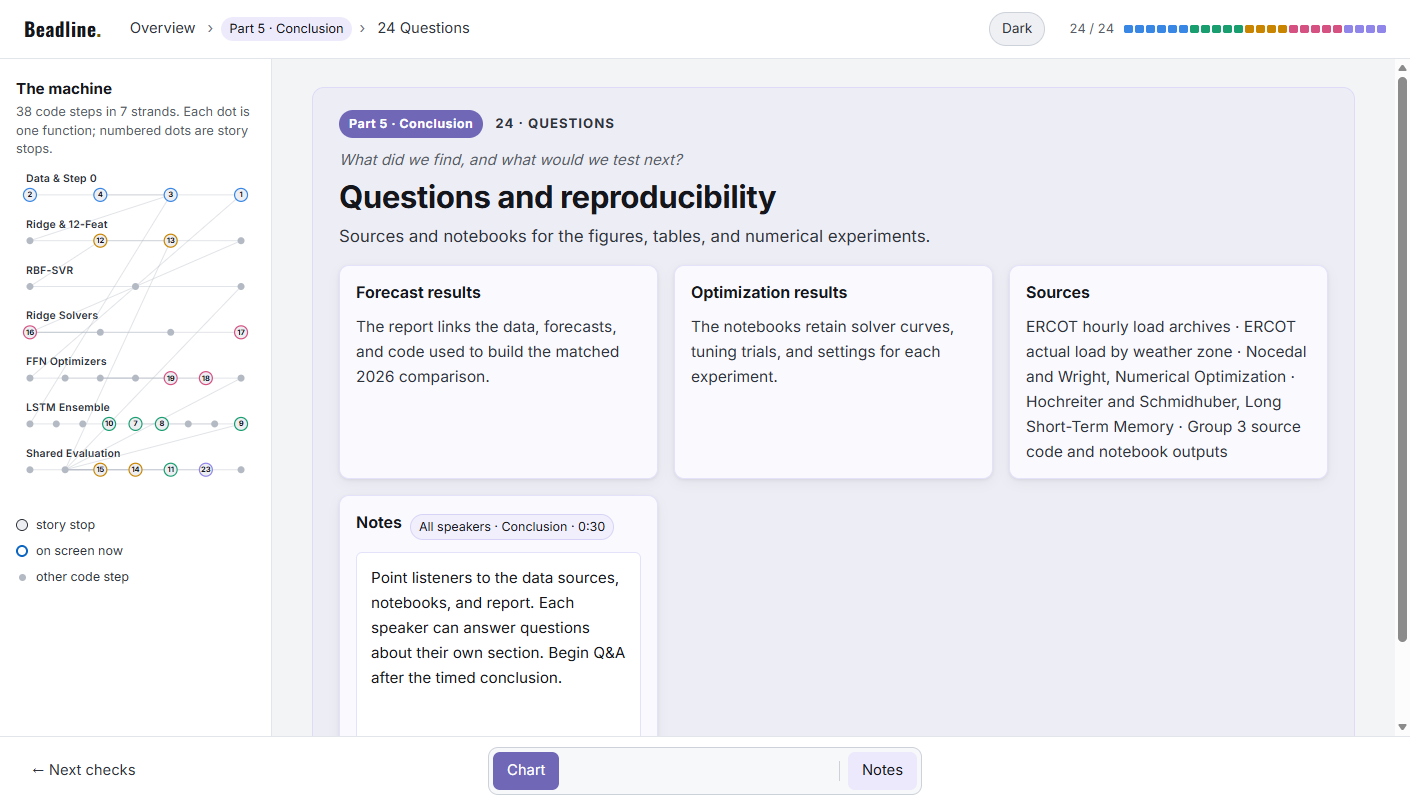 Beadline.
Overview › Part 5 · Conclusion › 24 Questions
Dark
24 / 24
The machine
38 code steps in 7 strands. Each dot is
one function; numbered dots are story
stops.
Data & Step 0
2 4 3 1
Ridge & 12-Feat
12 13
RBF-SVR
Ridge Solvers
16 17
FFN Optimizers
19 18
LSTM Ensemble
10 7 8 9
Shared Evaluation
15 14 11 23
story stop
on screen now
other code step
Part 5 · Conclusion
24 · QUESTIONS
What did we find, and what would we test next?
Questions and reproducibility
Sources and notebooks for the figures, tables, and numerical experiments.
Forecast results
The report links the data, forecasts,
and code used to build the matched
2026 comparison.
Optimization results
The notebooks retain solver curves,
tuning trials, and settings for each
experiment.
Sources
ERCOT hourly load archives · ERCOT
actual load by weather zone · Nocedal
and Wright, Numerical Optimization ·
Hochreiter and Schmidhuber, Long
Short-Term Memory · Group 3 source
code and notebook outputs
Notes
All speakers · Conclusion · 0:30
Point listeners to the data sources,
notebooks, and report. Each
speaker can answer questions
about their own section. Begin Q&A
after the timed conclusion.
← Next checks
Chart
Notes